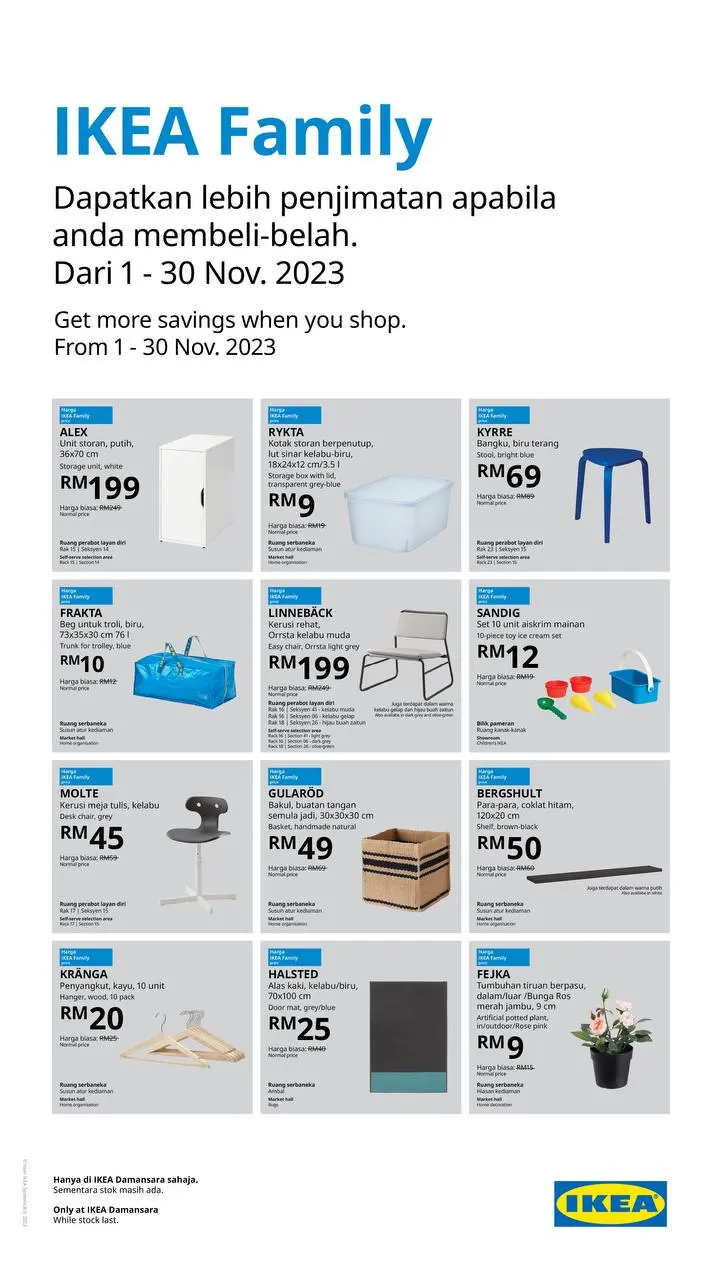 IKEA Family
Dapatkan lebih penjimatan apabila
anda membeli-belah.
Dari 1 - 30 Nov. 2023
Get more savings when you shop.
From 1 - 30 Nov. 2023
Harga
IKEA Family
price
ALEX
Unit storan, putih,
36x70 cm
Storage unit, white
RM199
Harga biasa: RM249
Normal price
Ruang perabot layan diri
Rak 15 | Seksyen 14
Self-serve selection area
Rack 15 | Section 14
Harga
IKEA Family
price
RYKTA
Kotak storan berpenutup,
lut sinar kelabu-biru,
18x24x12 cm/3.5 l
Storage box with lid,
transparent grey-blue
RM9
Harga biasa: RM19
Normal price
Ruang serbaneka
Susun atur kediaman
Market hall
Home organisation
Harga
IKEA Family
price
KYRRE
Bangku, biru terang
Stool, bright blue
RM69
Harga biasa: RM89
Normal price
Ruang perabot layan diri
Rak 23 | Seksyen 15
Self-serve selection area
Rack 23 | Section 15
Harga
IKEA Family
price
FRAKTA
Beg untuk troli, biru,
73x35x30 cm 76 l
Trunk for trolley, blue
RM10
Harga biasa: RM12
Normal price
Ruang serbaneka
Susun atur kediaman
Market hall
Home organisation
Harga
IKEA Family
price
LINNEBÄCK
Kerusi rehat,
Orrsta kelabu muda
Easy chair, Orrsta light grey
RM199
Harga biasa: RM249
Normal price
Ruang perabot layan diri
Rak 16 | Seksyen 41 - kelabu muda
Rak 16 | Seksyen 06 - kelabu gelap
Rak 18 | Seksyen 26 - hijau buah zaitun
Self-serve selection area
Rack 16 | Section 41 - light grey
Rack 16 | Section 06 - dark grey
Rack 18 | Section 26 - olive-green
Juga terdapat dalam warna
kelabu gelap dan hijau buah zaitun
Also available in dark grey and olive-green
Harga
IKEA Family
price
SANDIG
Set 10 unit aiskrim mainan
10-piece toy ice cream set
RM12
Harga biasa: RM19
Normal price
Bilik pameran
Ruang kanak-kanak
Showroom
Children's IKEA
Harga
IKEA Family
price
MOLTE
Kerusi meja tulis, kelabu
Desk chair, grey
RM45
Harga biasa: RM59
Normal price
Ruang perabot layan diri
Rak 17 | Seksyen 15
Self-serve selection area
Rack 17 | Section 15
Harga
IKEA Family
price
GULARÖD
Bakul, buatan tangan
semula jadi, 30x30x30 cm
Basket, handmade natural
RM49
Harga biasa: RM69
Normal price
Ruang serbaneka
Susun atur kediaman
Market hall
Home organisation
Harga
IKEA Family
price
BERGSHULT
Para-para, coklat hitam,
120x20 cm
Shelf, brown-black
RM50
Harga biasa: RM60
Normal price
Juga terdapat dalam warna putih
Also available in white
Ruang serbaneka
Susun atur kediaman
Market hall
Home organisation
Harga
IKEA Family
price
KRÄNGA
Penyangkut, kayu, 10 unit
Hanger, wood, 10 pack
RM20
Harga biasa: RM25
Normal price
Ruang serbaneka
Susun atur kediaman
Market hall
Home organisation
Harga
IKEA Family
price
HALSTED
Alas kaki, kelabu/biru,
70x100 cm
Door mat, grey/blue
RM25
Harga biasa: RM40
Normal price
Ruang serbaneka
Ambal
Market hall
Rugs
Harga
IKEA Family
price
FEJKA
Tumbuhan tiruan berpasu,
dalam/luar /Bunga Ros
merah jambu, 9 cm
Artificial potted plant,
in/outdoor/Rose pink
RM9
Harga biasa: RM15
Normal price
Ruang serbaneka
Hiasan kediaman
Market hall
Home decoration
Hanya di IKEA Damansara sahaja.
Sementara stok masih ada.
Only at IKEA Damansara
While stock last.
© Inter IKEA Systems B.V. 2023
IKEA®